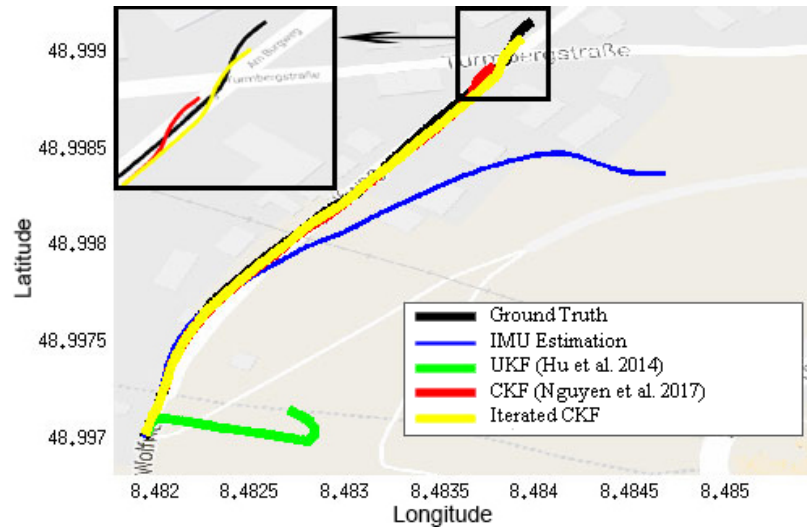 48.999
48.9985
48.998
48.9975
48.997
Latitude
Am Burgweg
Turmbergstraße
Turmbergstraße
Ground Truth
IMU Estimation
UKF (Hu et al. 2014)
CKF (Nguyen et al. 2017)
Iterated CKF
8.482
8.4825
8.483
8.4835
8.484
8.4845
8.485
Longitude